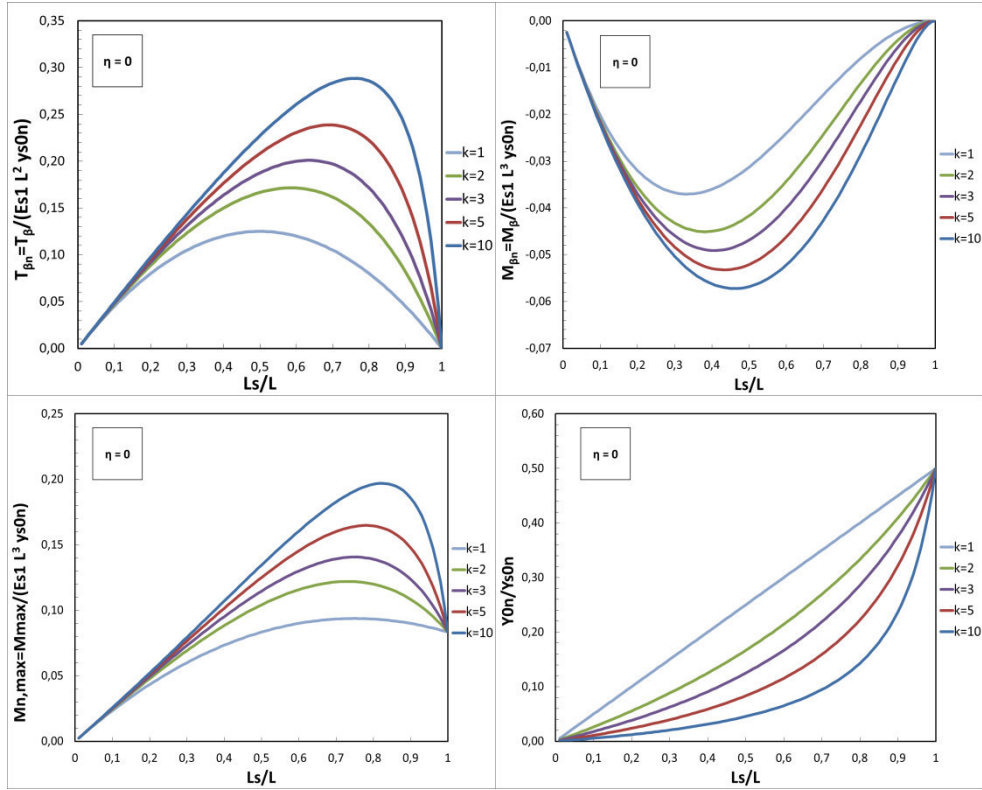 0,35
0,30
0,25
0,20
0,15
0,10
0,05
0,00
T_βn=T_β/(Es1 L² ys0n)
η = 0
k=1
k=2
k=3
k=5
k=10
0 0,1 0,2 0,3 0,4 0,5 0,6 0,7 0,8 0,9 1
Ls/L
0,00
-0,01
-0,02
-0,03
-0,04
-0,05
-0,06
-0,07
M_βn=M_β/(Es1 L³ ys0n)
η = 0
k=1
k=2
k=3
k=5
k=10
0 0,1 0,2 0,3 0,4 0,5 0,6 0,7 0,8 0,9 1
Ls/L
0,25
0,20
0,15
0,10
0,05
0,00
Mn,max=Mmax/(Es1 L³ ys0n)
η = 0
k=1
k=2
k=3
k=5
k=10
0 0,1 0,2 0,3 0,4 0,5 0,6 0,7 0,8 0,9 1
Ls/L
0,60
0,50
0,40
0,30
0,20
0,10
0,00
Y0n/Ys0n
η = 0
k=1
k=2
k=3
k=5
k=10
0 0,1 0,2 0,3 0,4 0,5 0,6 0,7 0,8 0,9 1
Ls/L